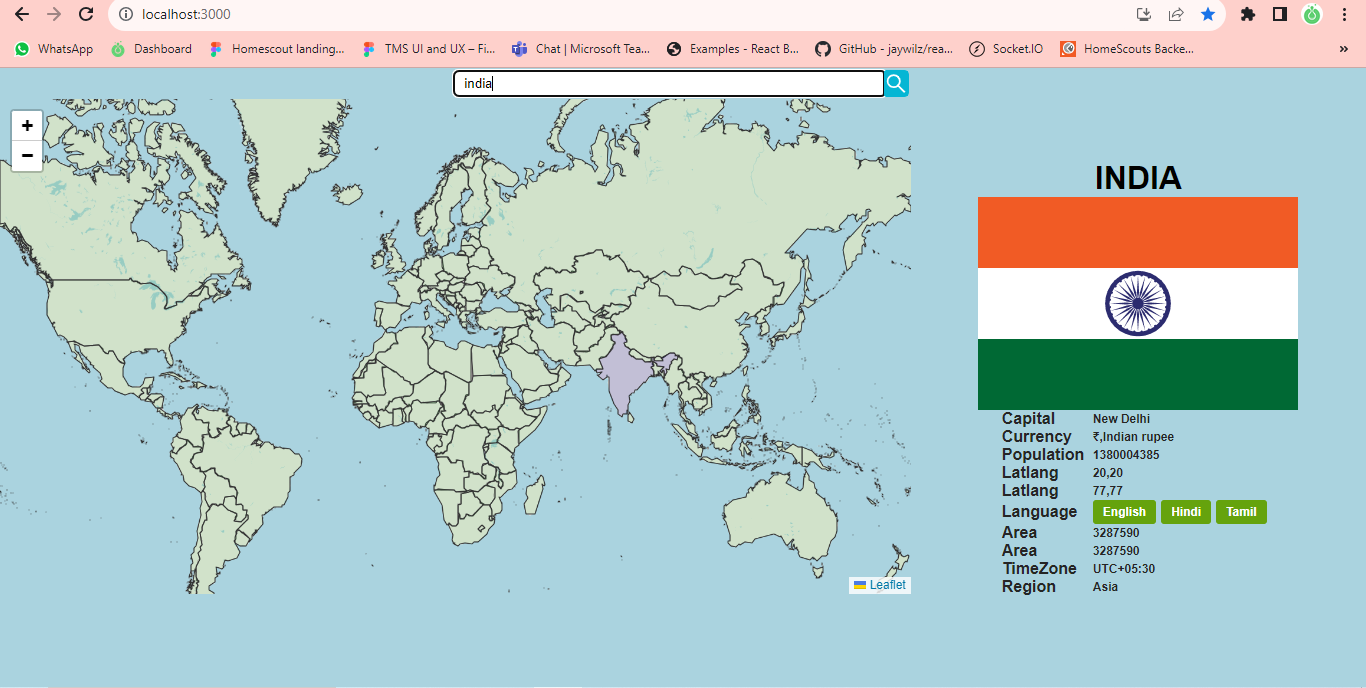 localhost:3000
WhatsApp Dashboard Homescout landing... TMS UI and UX – Fi... Chat | Microsoft Tea... Examples - React B... GitHub - jaywilz/rea... Socket.IO HomeScouts Backe... »
india
+
−
INDIA
Capital New Delhi
Currency ₹,Indian rupee
Population 1380004385
Latlang 20,20
Latlang 77,77
Language English Hindi Tamil
Area 3287590
Area 3287590
TimeZone UTC+05:30
Region Asia
Leaflet